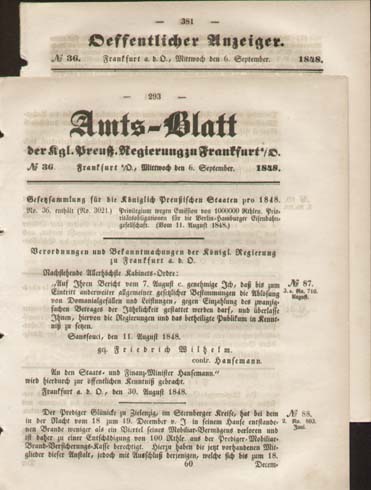 — 381 —
Oeffentlicher Anzeiger.
№ 36. Frankfurt a. d. O., Mittwoch den 6. September. 1848.
— 293 —
Amts-Blatt
der Kgl. Preuß. Regierung zu Frankfurt a/O.
№ 36 Frankfurt a/O., Mittwoch den 6. September. 1848.
Gesetzsammlung für die Königlich Preußischen Staaten pro 1848.
No. 36. enthält (No. 3021.) Privilegium wegen Emission von 1000000 Rthlrn. Prio-
ritätsobligationen für die Berlin-Hamburger Eisenbahn-
gesellschaft. (Vom 11. August 1848.)
Verordnungen und Bekanntmachungen der Königl. Regierung
zu Frankfurt a. d. O.
Nachstehende Allerhöchste Kabinets-Ordre:
„Auf Ihren Bericht vom 7. August c. genehmige Ich, daß bis zum
Eintritt anderweiter allgemeiner gesetzlicher Bestimmungen die Ablösung
von Domanialgefällen und Leistungen, gegen Einzahlung des zwanzig-
fachen Betrages der Jährlichkeit gestattet werden darf, und überlasse
Ihnen, hiervon die Regierungen und das betheiligte Publikum in Kennt-
niß zu setzen.
Sanssouci, den 11. August 1848.
gez. Friedrich Wilhelm.
contr. Hansemann.
An den Staats- und Finanz-Minister Hansemann.“
wird hierdurch zur öffentlichen Kenntniß gebracht.
Frankfurt a. d. O., den 30. August 1848.
№ 87.
August.
Der Prediger Glünicke zu Zielenzig, im Sternberger Kreise, hat bei dem
in der Nacht vom 18 zum 19. December v. J. in seinem Hause entstande-
nen Brande weniger als ein Viertel seines Mobiliar-Vermögens verloren und
ist daher zu einer Entschädigung von 100 Rthlr. aus der Prediger-Mobiliar-
Brand-Versicherungs-Kasse berechtigt. Hierzu haben die jetzt vorhandenen Mit-
glieder dieser Anstalt, jedoch mit Ausschluß derjenigen, welche sich bis zum 18.
№ 88.
Juni.
60 Decem-